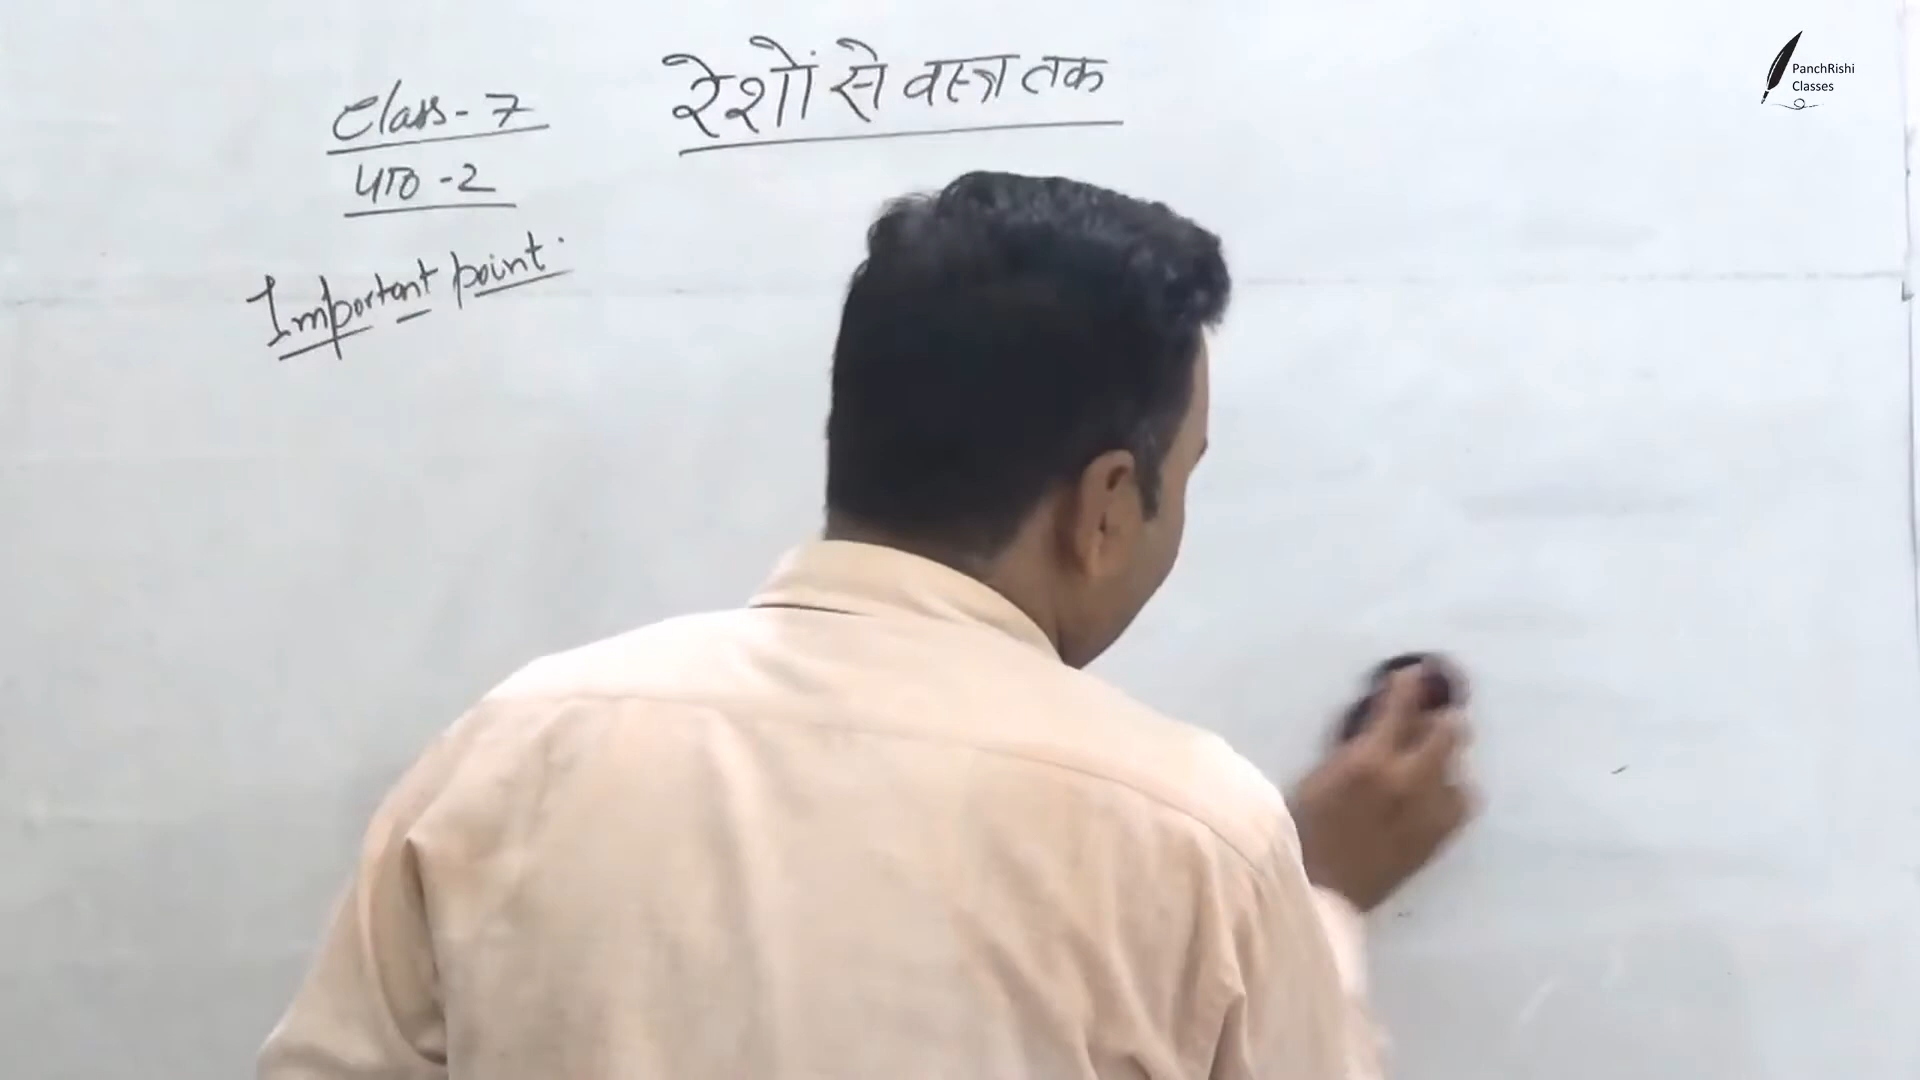 रेशों से वस्त्र तक
Class-7
पाठ-2
Important point.
PanchRishi
Classes